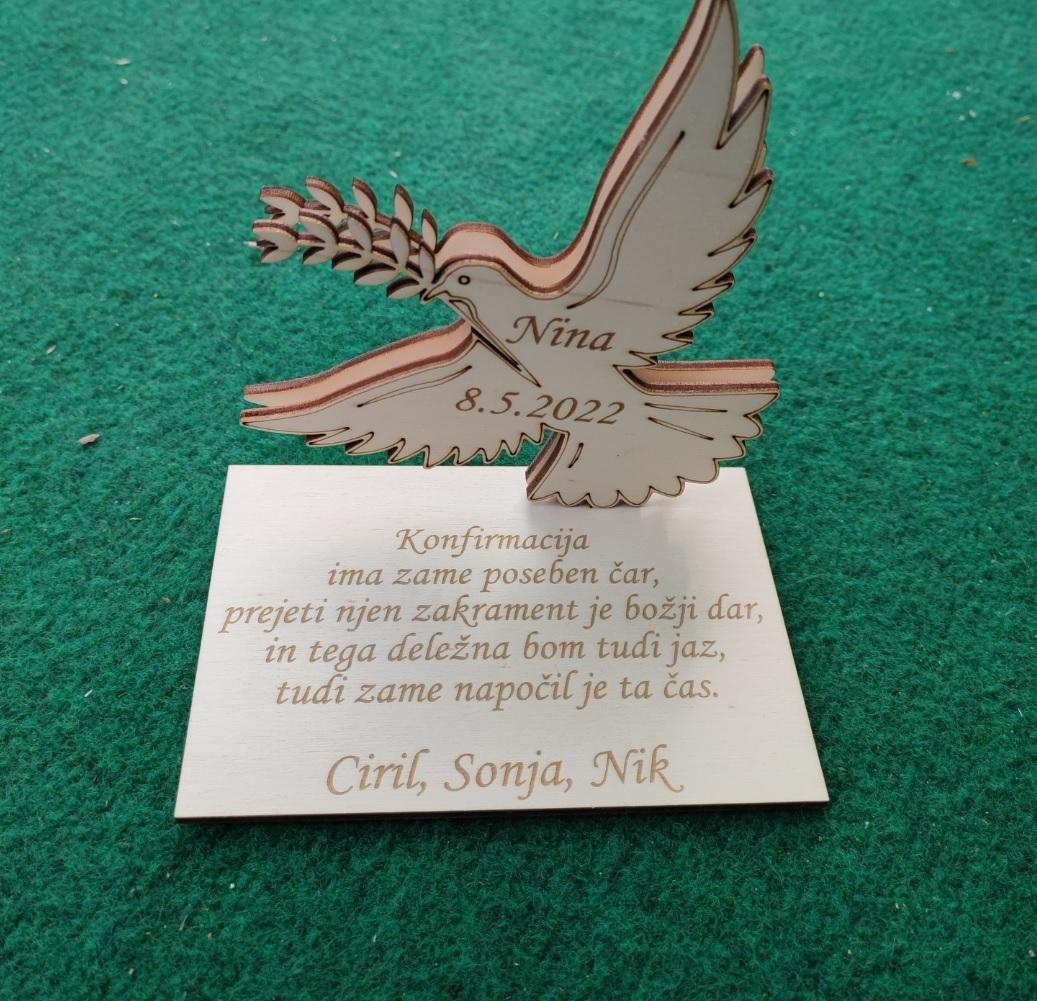 Nina
8.5.2022
Konfirmacija
ima zame poseben čar,
prejeti njen zakrament je božji dar,
in tega deležna bom tudi jaz,
tudi zame napočil je ta čas.
Ciril, Sonja, Nik